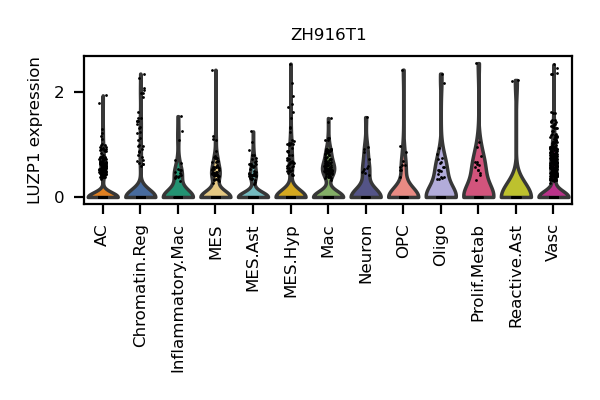 ZH916T1
LUZP1 expression
2
0
AC
Chromatin.Reg
Inflammatory.Mac
MES
MES.Ast
MES.Hyp
Mac
Neuron
OPC
Oligo
Prolif.Metab
Reactive.Ast
Vasc